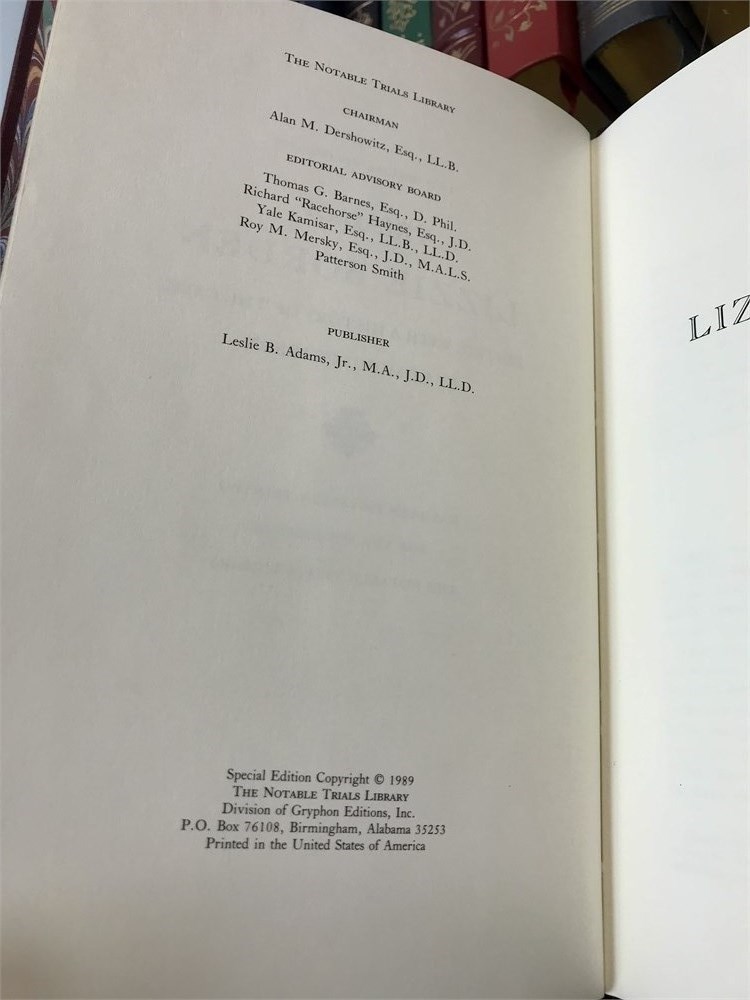 THE NOTABLE TRIALS LIBRARY
CHAIRMAN
Alan M. Dershowitz, Esq., LL.B.
EDITORIAL ADVISORY BOARD
Thomas G. Barnes, Esq., D. Phil.
Richard "Racehorse" Haynes, Esq., J.D.
Yale Kamisar, Esq., LL.B., LL.D.
Roy M. Mersky, Esq., J.D., M.A.L.S.
Patterson Smith
PUBLISHER
Leslie B. Adams, Jr., M.A., J.D., LL.D.
Special Edition Copyright © 1989
THE NOTABLE TRIALS LIBRARY
Division of Gryphon Editions, Inc.
P.O. Box 76108, Birmingham, Alabama 35253
Printed in the United States of America
LIZ